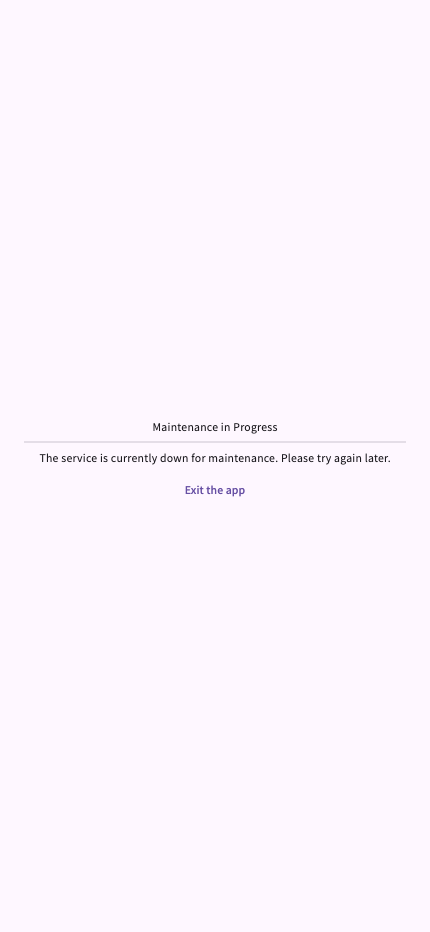 Maintenance in Progress
The service is currently down for maintenance. Please try again later.
Exit the app